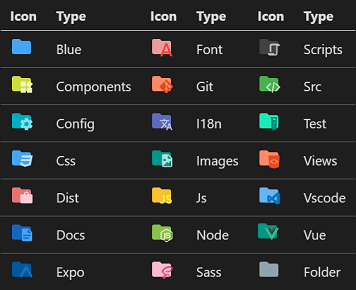 Icon Type Icon Type Icon Type
Blue Font Scripts
Components Git Src
Config I18n Test
Css Images Views
Dist Js Vscode
Docs Node Vue
Expo Sass Folder